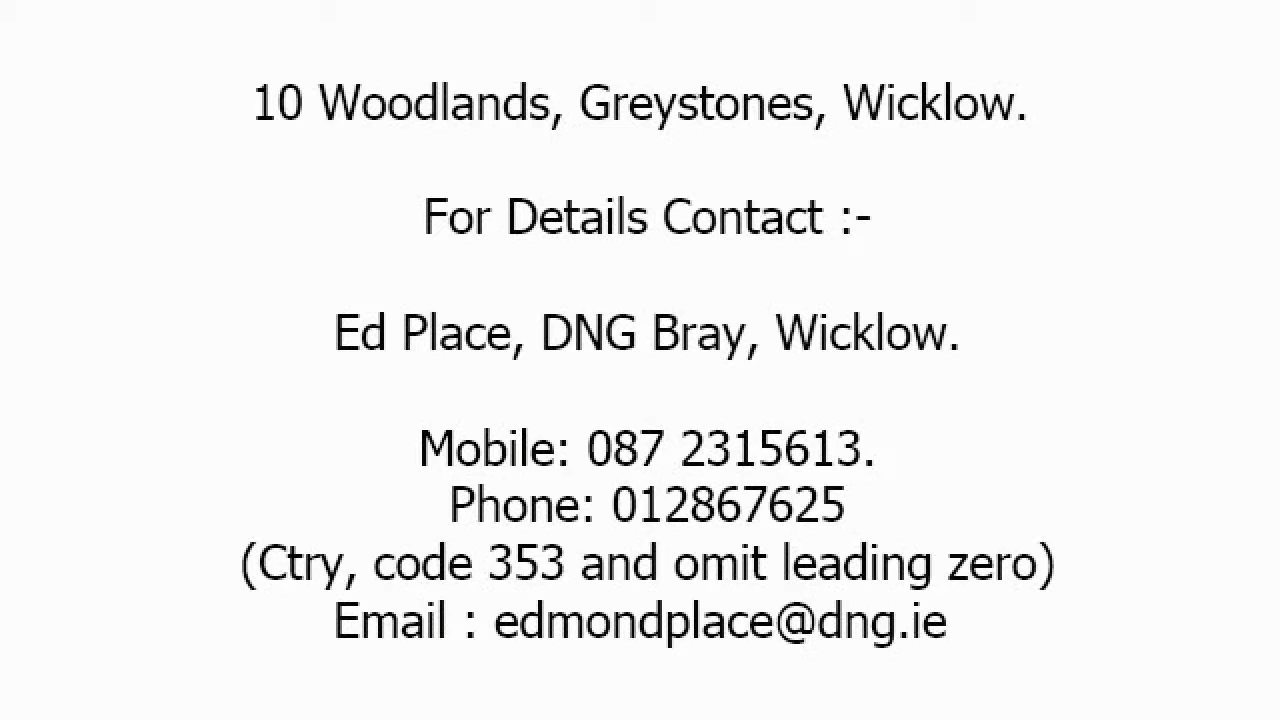 10 Woodlands, Greystones, Wicklow.
For Details Contact :-
Ed Place, DNG Bray, Wicklow.
Mobile: 087 2315613.
Phone: 012867625
(Ctry, code 353 and omit leading zero)
Email : edmondplace@dng.ie